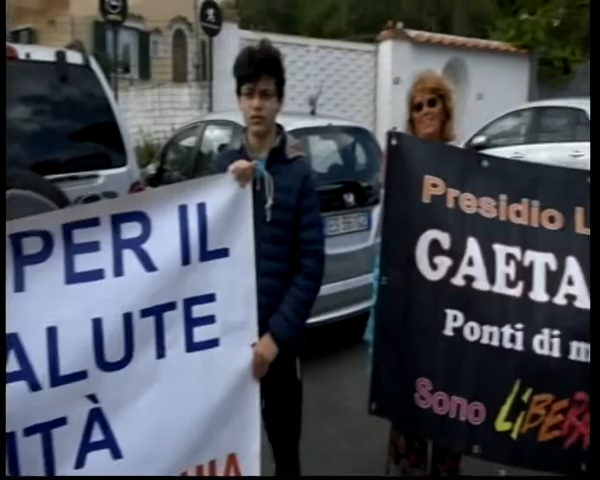 PER IL
ALUTE
ITÀ
Presidio L
GAETA
Ponti di m
Sono LIBERA